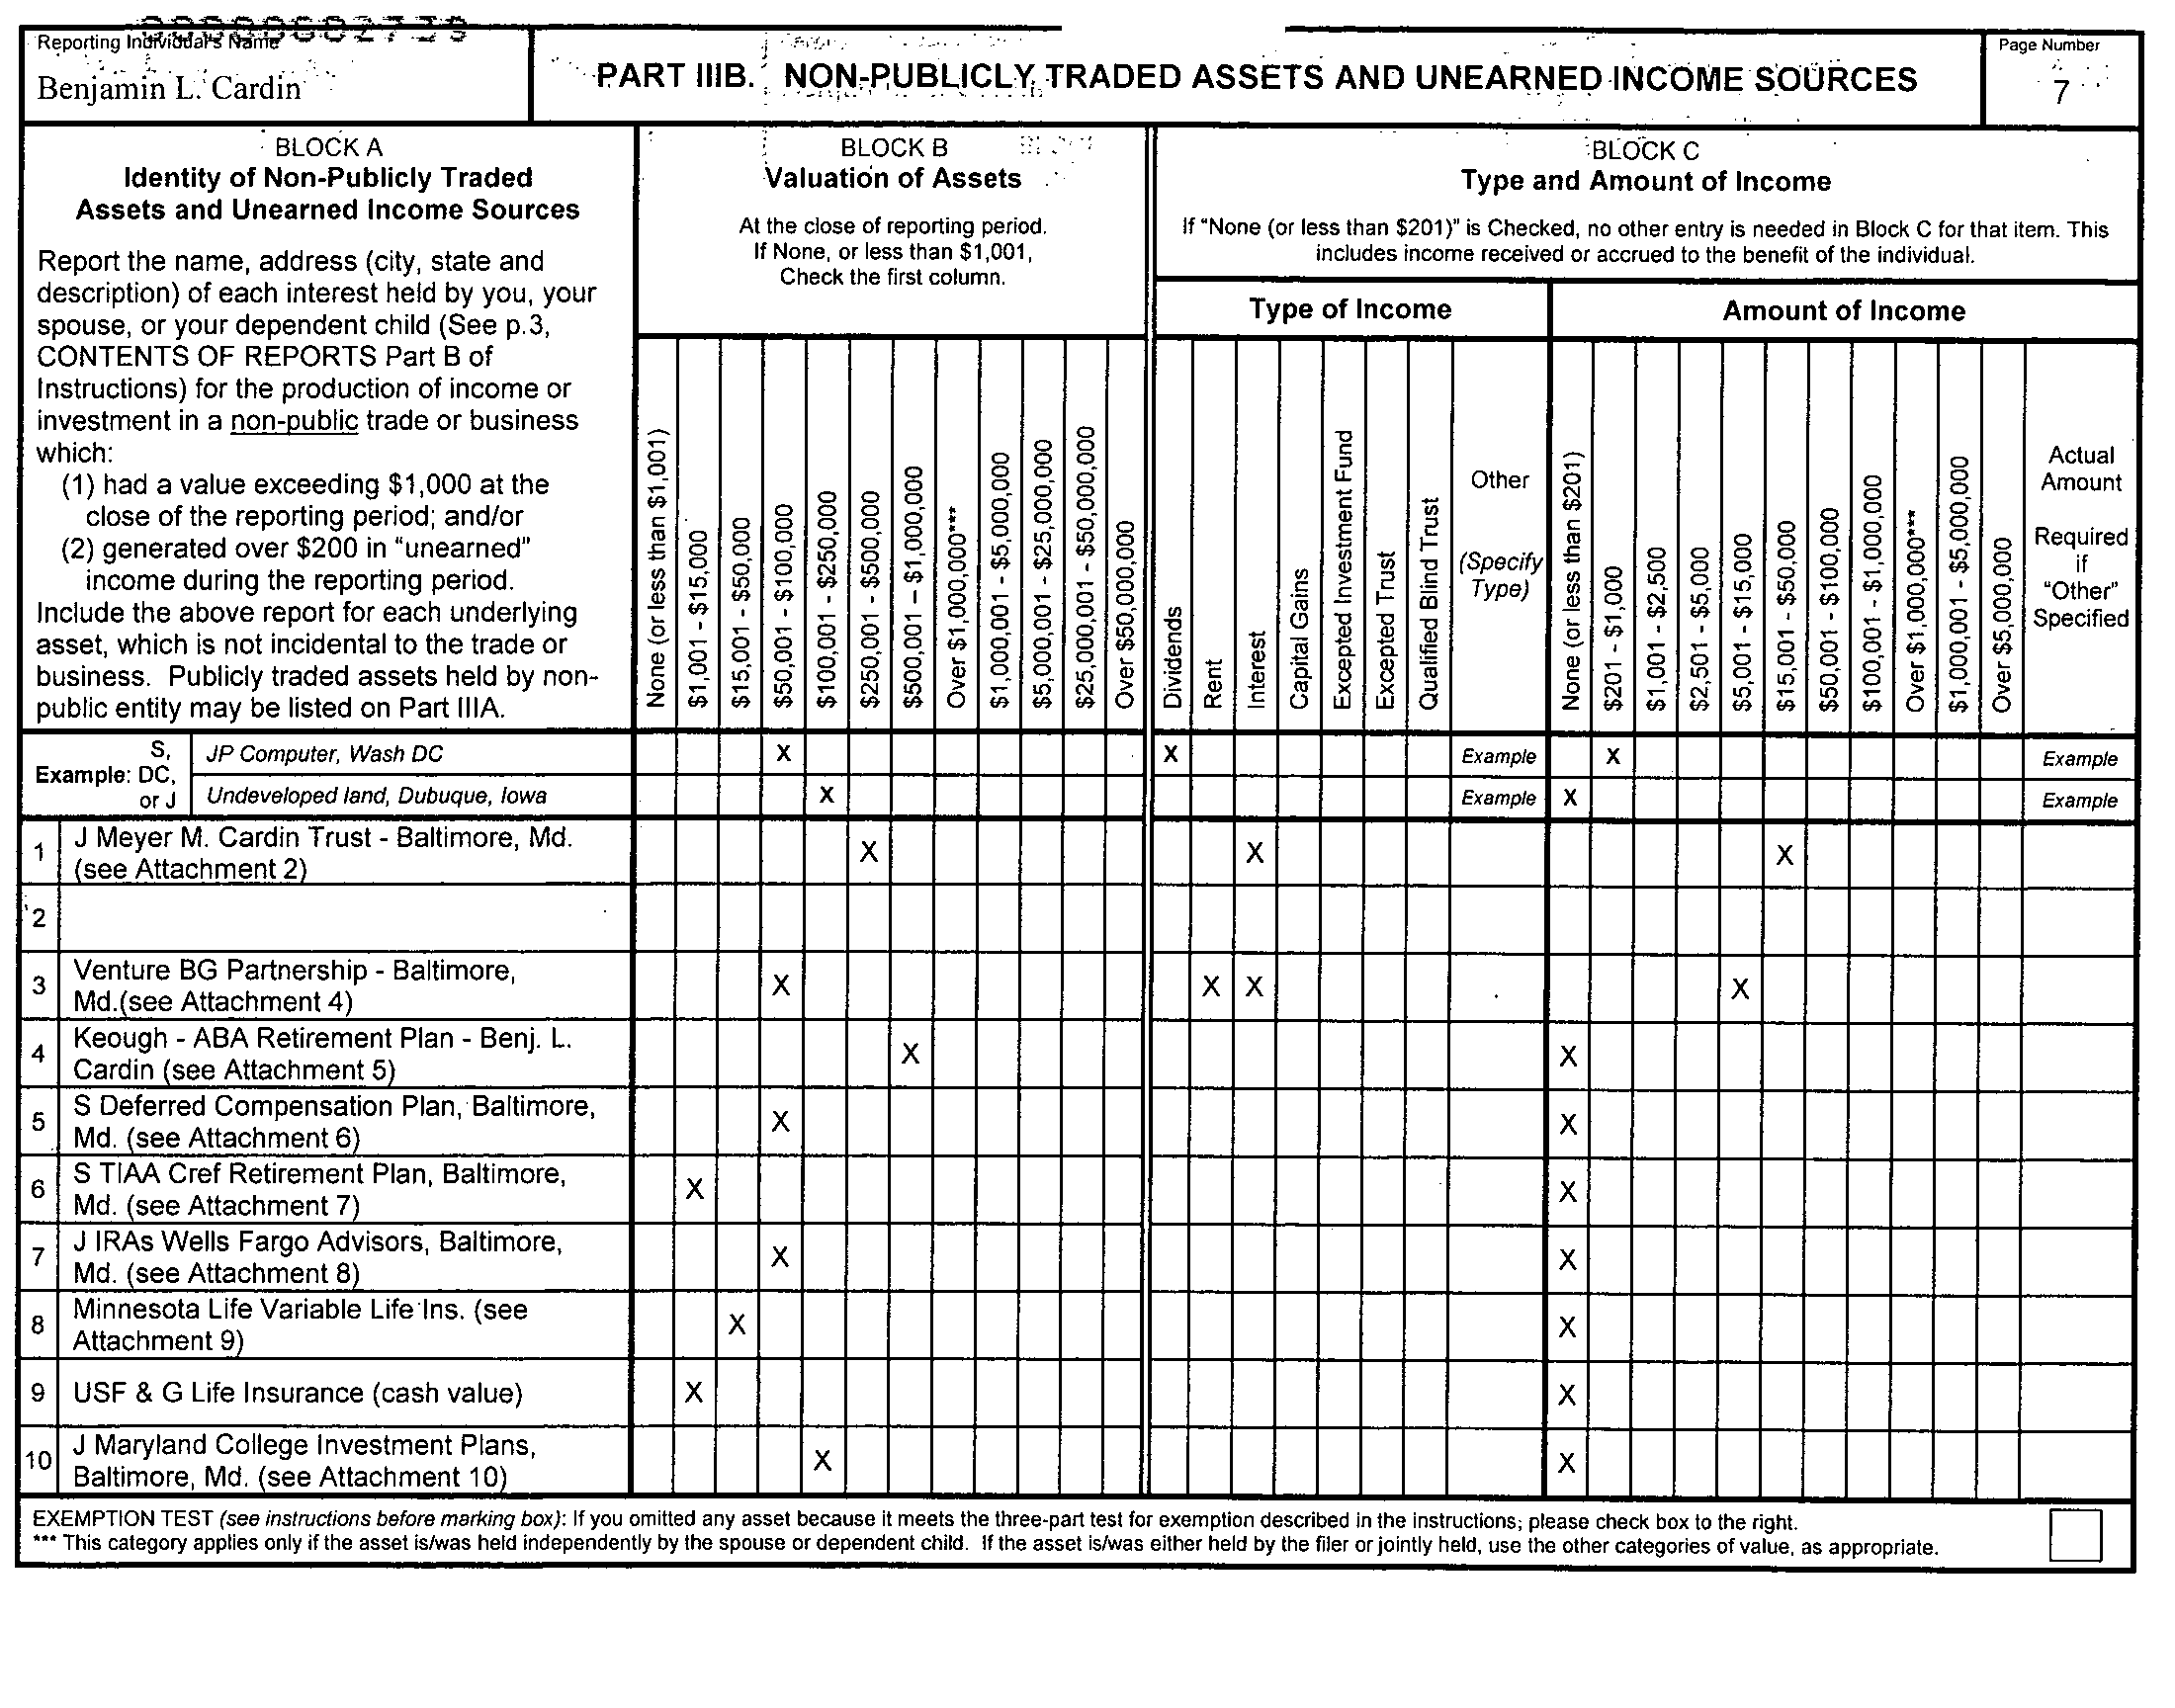 Reporting Individual's Name
Benjamin L. Cardin
PART IIIB. NON-PUBLICLY TRADED ASSETS AND UNEARNED INCOME SOURCES
Page Number
7
BLOCK A
Identity of Non-Publicly Traded
Assets and Unearned Income Sources
Report the name, address (city, state and
description) of each interest held by you, your
spouse, or your dependent child (See p.3,
CONTENTS OF REPORTS Part B of
Instructions) for the production of income or
investment in a non-public trade or business
which:
(1) had a value exceeding $1,000 at the
close of the reporting period; and/or
(2) generated over $200 in "unearned"
income during the reporting period.
Include the above report for each underlying
asset, which is not incidental to the trade or
business. Publicly traded assets held by non-
public entity may be listed on Part IIIA.
BLOCK B
Valuation of Assets
At the close of reporting period.
If None, or less than $1,001,
Check the first column.
None (or less than $1,001)
$1,001 - $15,000
$15,001 - $50,000
$50,001 - $100,000
$100,001 - $250,000
$250,001 - $500,000
$500,001 – $1,000,000
Over $1,000,000***
$1,000,001 - $5,000,000
$5,000,001 - $25,000,000
$25,000,001 - $50,000,000
Over $50,000,000
BLOCK C
Type and Amount of Income
If "None (or less than $201)" is Checked, no other entry is needed in Block C for that item. This
includes income received or accrued to the benefit of the individual.
Type of Income
Dividends
Rent
Interest
Capital Gains
Excepted Investment Fund
Excepted Trust
Qualified Blind Trust
Other
(Specify
Type)
Amount of Income
None (or less than $201)
$201 - $1,000
$1,001 - $2,500
$2,501 - $5,000
$5,001 - $15,000
$15,001 - $50,000
$50,001 - $100,000
$100,001 - $1,000,000
Over $1,000,000***
$1,000,001 - $5,000,000
Over $5,000,000
Actual
Amount
Required
if
"Other"
Specified
S,
Example: DC,
or J
JP Computer, Wash DC X X Example X Example
Undeveloped land, Dubuque, Iowa X Example X Example
1 J Meyer M. Cardin Trust - Baltimore, Md.
(see Attachment 2) X X X
2
3 Venture BG Partnership - Baltimore,
Md.(see Attachment 4) X X X X
4 Keough - ABA Retirement Plan - Benj. L.
Cardin (see Attachment 5) X X
5 S Deferred Compensation Plan, Baltimore,
Md. (see Attachment 6) X X
6 S TIAA Cref Retirement Plan, Baltimore,
Md. (see Attachment 7) X X
7 J IRAs Wells Fargo Advisors, Baltimore,
Md. (see Attachment 8) X X
8 Minnesota Life Variable Life Ins. (see
Attachment 9) X X
9 USF & G Life Insurance (cash value) X X
10 J Maryland College Investment Plans,
Baltimore, Md. (see Attachment 10) X X
EXEMPTION TEST (see instructions before marking box): If you omitted any asset because it meets the three-part test for exemption described in the instructions; please check box to the right.
*** This category applies only if the asset is/was held independently by the spouse or dependent child. If the asset is/was either held by the filer or jointly held, use the other categories of value, as appropriate.